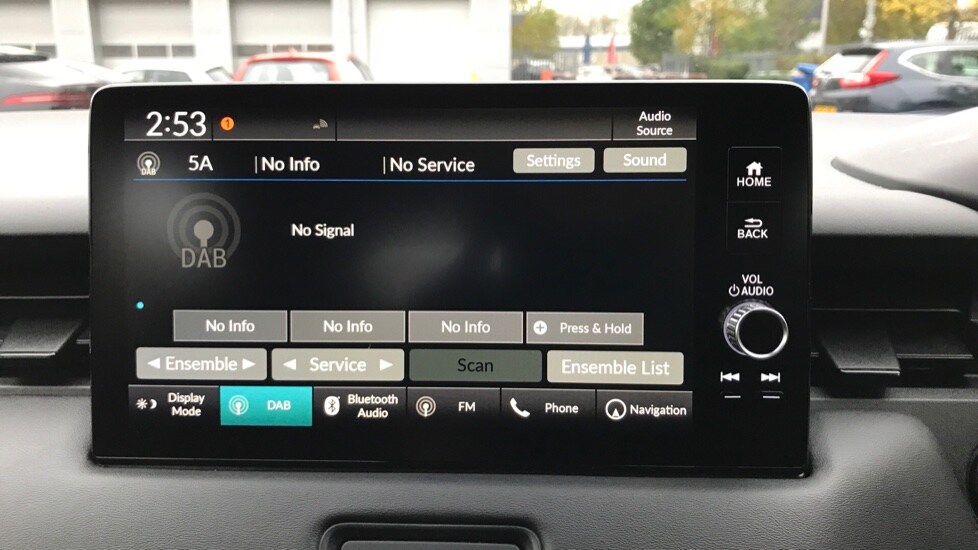 2:53
1
Audio
Source
DAB
5A
No Info
No Service
Settings
Sound
HOME
DAB
No Signal
BACK
VOL
AUDIO
No Info
No Info
No Info
Press & Hold
Ensemble
Service
Scan
Ensemble List
Display
Mode
DAB
Bluetooth
Audio
FM
Phone
Navigation